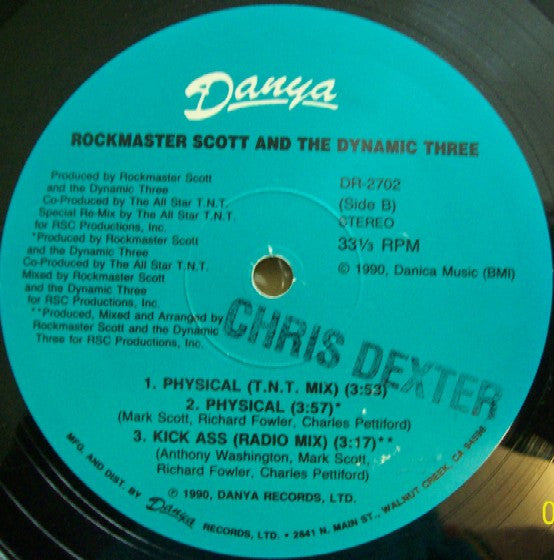 Danya
ROCKMASTER SCOTT AND THE DYNAMIC THREE
Produced by Rockmaster Scott
and the Dynamic Three
Co-Produced by The All Star T.N.T.
Special Re-Mix by The All Star T.N.T.
for RSC Productions, Inc.
*Produced by Rockmaster Scott
and the Dynamic Three
Co-Produced by The All Star T.N.T.
Mixed by Rockmaster Scott
and the Dynamic Three
for RSC Productions, Inc.
**Produced, Mixed and Arranged by
Rockmaster Scott and the Dynamic
Three for RSC Productions, Inc.
DR-2702
(Side B)
STEREO
33⅓ RPM
© 1990, Danica Music (BMI)
CHRIS DEXTER
1. PHYSICAL (T.N.T. MIX) (3:53)
2. PHYSICAL (3:57)*
(Mark Scott, Richard Fowler, Charles Pettiford)
3. KICK ASS (RADIO MIX) (3:17)**
(Anthony Washington, Mark Scott,
Richard Fowler, Charles Pettiford)
℗ 1990, DANYA RECORDS, LTD.
MFG. AND DIST. BY Danya RECORDS, LTD. • 2641 N. MAIN ST., WALNUT CREEK, CA 94596
0